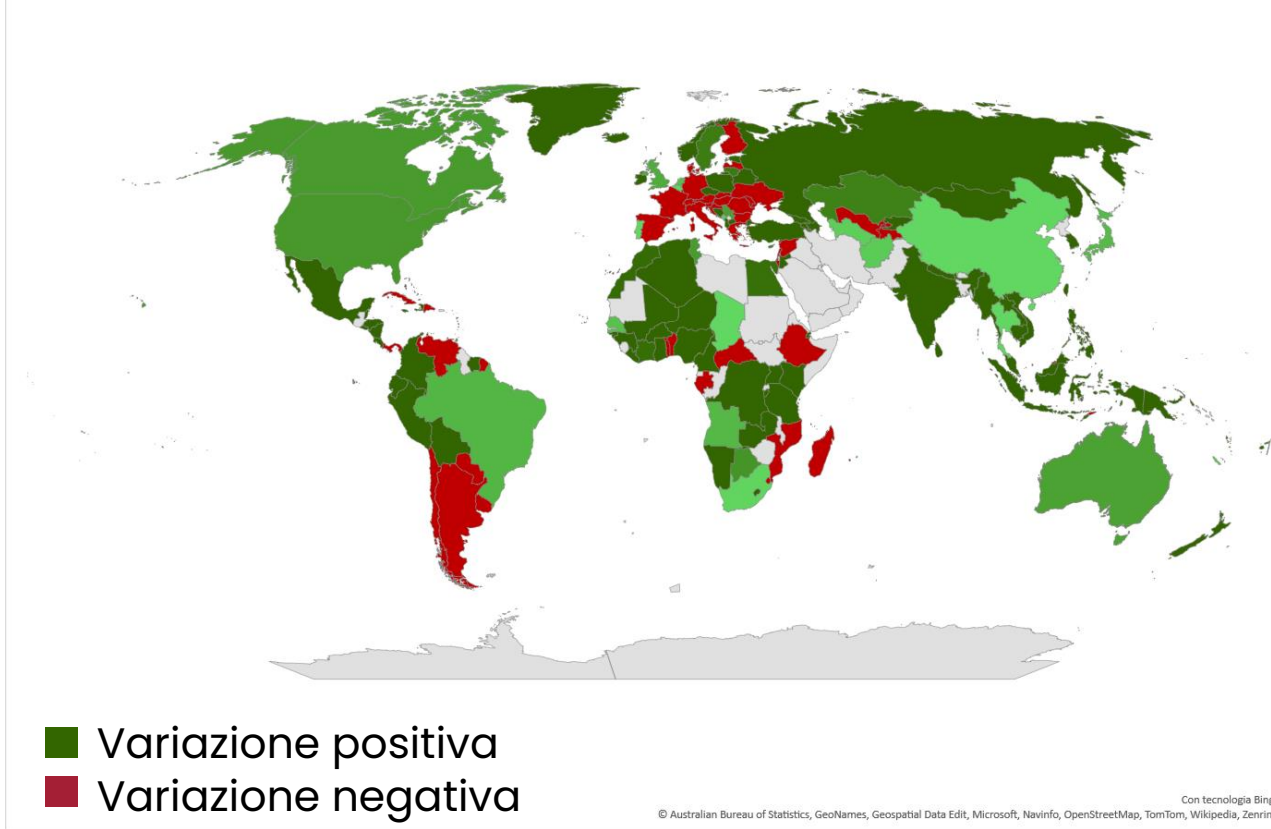 Variazione positiva
Variazione negativa
Con tecnologia Bing
© Australian Bureau of Statistics, GeoNames, Geospatial Data Edit, Microsoft, Navinfo, OpenStreetMap, TomTom, Wikipedia, Zenrin